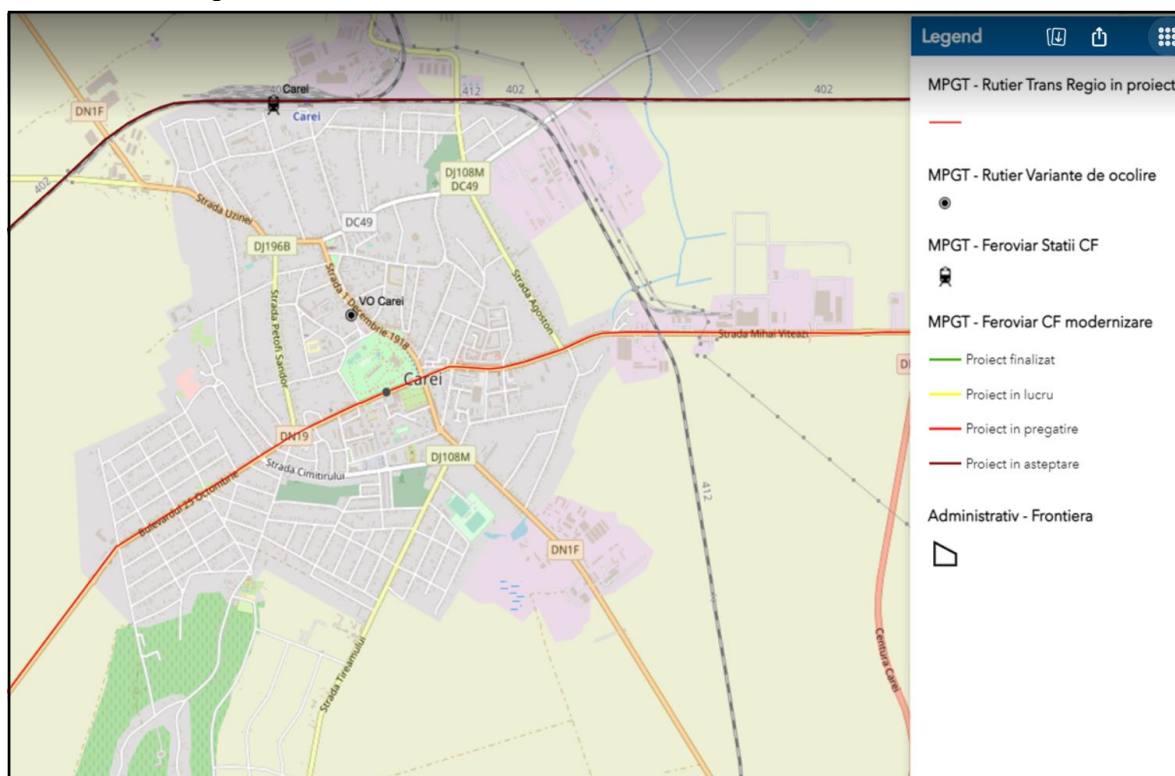 Legend
MPGT - Rutier Trans Regio in proiect
MPGT - Rutier Variante de ocolire
MPGT - Feroviar Statii CF
MPGT - Feroviar CF modernizare
Proiect finalizat
Proiect in lucru
Proiect in pregatire
Proiect in asteptare
Administrativ - Frontiera
Carei
412
402
402
DN1F
Carei
402
DJ108M
DC49
Strada Uzinei
DC49
DJ196B
Strada 1 Decembrie 1918
VO Carei
Strada Agoston
Strada Petofi Sandor
Strada Mihai Viteazu
Carei
DN19
DJ108M
Strada Cimitirului
412
Bulevardul 25 Octombrie
DN1F
Strada Tireamului
Centura Carei